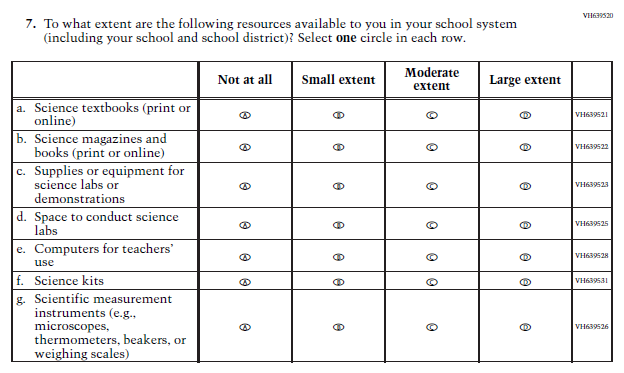 VH639520
7. To what extent are the following resources available to you in your school system
(including your school and school district)? Select one circle in each row.
Not at all Small extent Moderate extent Large extent
a. Science textbooks (print or
online) A B C D VH639521
b. Science magazines and
books (print or online) A B C D VH639522
c. Supplies or equipment for
science labs or
demonstrations A B C D VH639523
d. Space to conduct science
labs A B C D VH639525
e. Computers for teachers'
use A B C D VH639528
f. Science kits A B C D VH639531
g. Scientific measurement
instruments (e.g.,
microscopes,
thermometers, beakers, or
weighing scales) A B C D VH639526